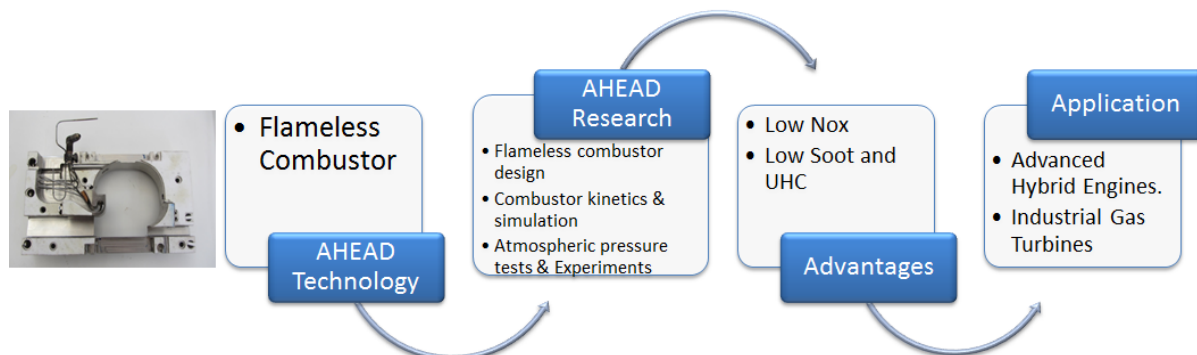 • Flameless
Combustor
AHEAD
Technology
AHEAD
Research
• Flameless combustor
design
• Combustor kinetics &
simulation
• Atmospheric pressure
tests & Experiments
• Low Nox
• Low Soot and
UHC
Advantages
Application
• Advanced
Hybrid Engines.
• Industrial Gas
Turbines